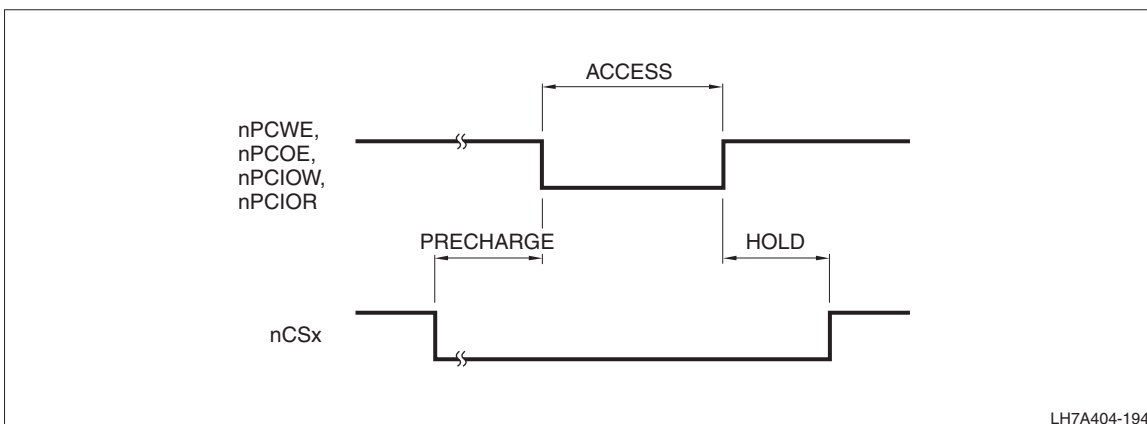 ACCESS
nPCWE,
nPCOE,
nPCIOW,
nPCIOR
PRECHARGE
HOLD
nCSx
LH7A404-194